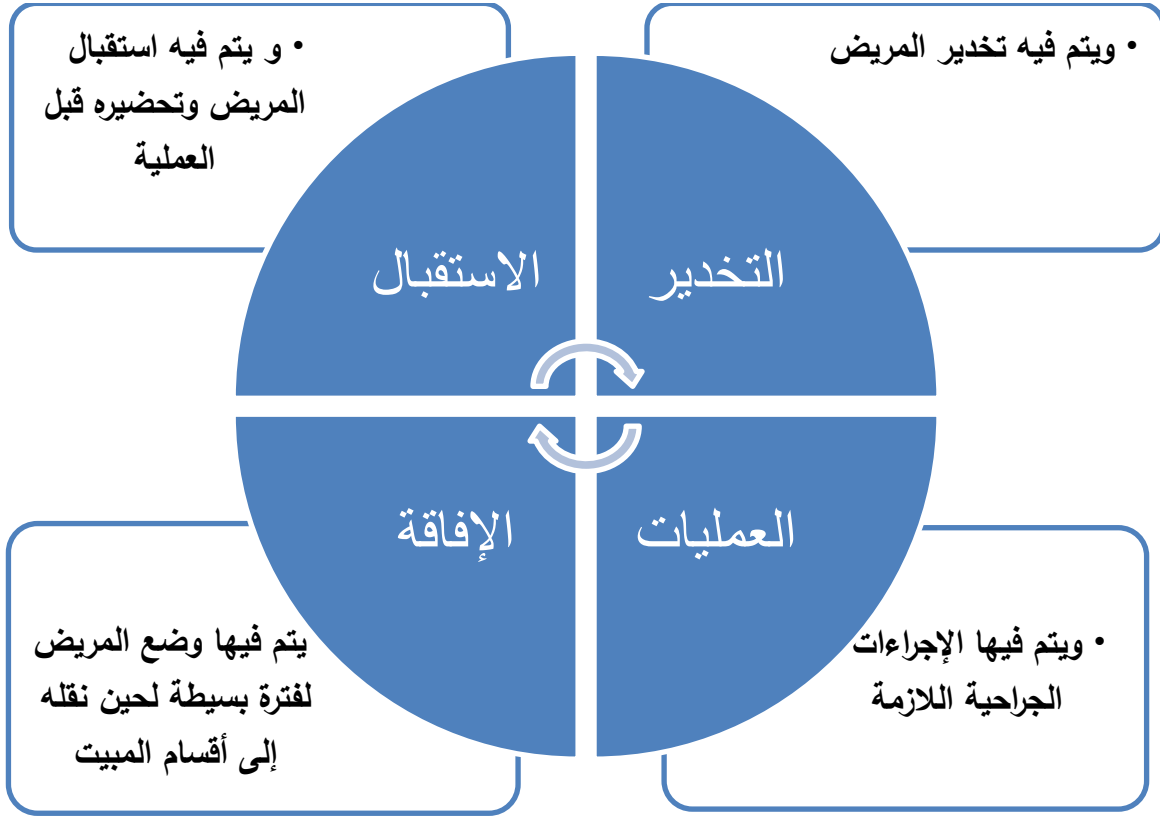 • ويتم فيه تخدير المريض
• و يتم فيه استقبال
المريض وتحضيره قبل
العملية
التخدير
الاستقبال
العمليات
الإفاقة
• ويتم فيها الإجراءات
الجراحية اللازمة
يتم فيها وضع المريض
لفترة بسيطة لحين نقله
إلى أقسام المبيت